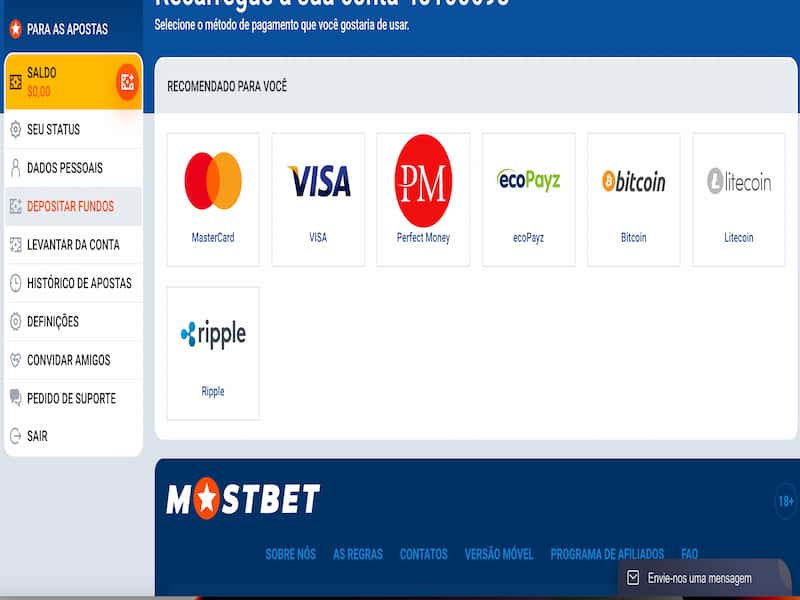 PARA AS APOSTAS
SALDO
$0,00
SEU STATUS
DADOS PESSOAIS
DEPOSITAR FUNDOS
LEVANTAR DA CONTA
HISTÓRICO DE APOSTAS
DEFINIÇÕES
CONVIDAR AMIGOS
PEDIDO DE SUPORTE
SAIR
Recarregue a sua conta
Selecione o método de pagamento que você gostaria de usar.
RECOMENDADO PARA VOCÊ
MasterCard
VISA
VISA
PM
Perfect Money
ecoPayz
ecoPayz
bitcoin
Bitcoin
litecoin
Litecoin
ripple
Ripple
MOSTBET
18+
SOBRE NÓS AS REGRAS CONTATOS VERSÃO MÓVEL PROGRAMA DE AFILIADOS FAQ
Envie-nos uma mensagem